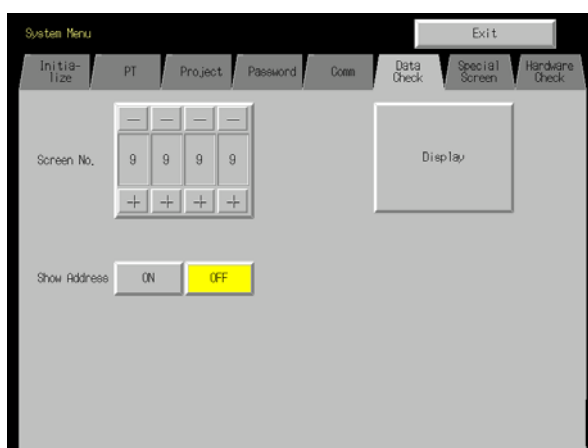 System Menu
Exit
Initia-
lize
PT
Project
Password
Comm
Data
Check
Special
Screen
Hardware
Check
— — — —
Screen No.
9 9 9 9
Display
+ + + +
Show Address
ON
OFF